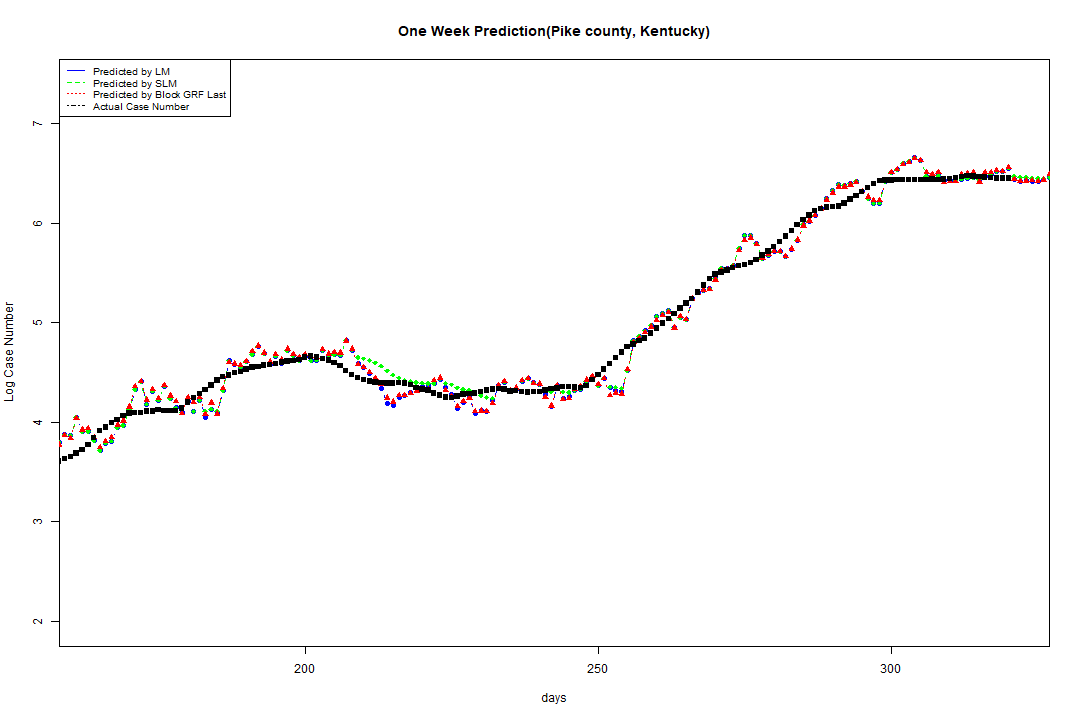 One Week Prediction(Pike county, Kentucky)
Predicted by LM
Predicted by SLM
Predicted by Block GRF Last
Actual Case Number
7
6
5
4
3
2
Log Case Number
200 250 300
days